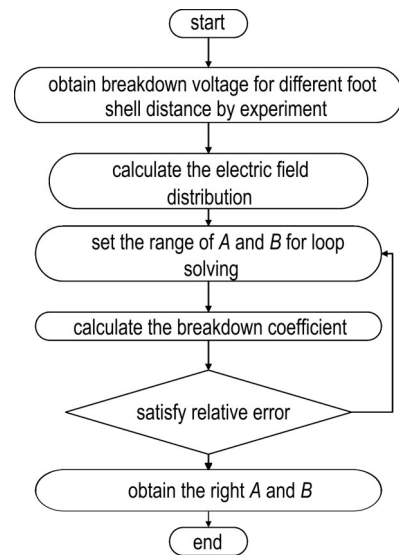 start
obtain breakdown voltage for different foot
shell distance by experiment
calculate the electric field
distribution
set the range of A and B for loop
solving
calculate the breakdown coefficient
satisfy relative error
obtain the right A and B
end